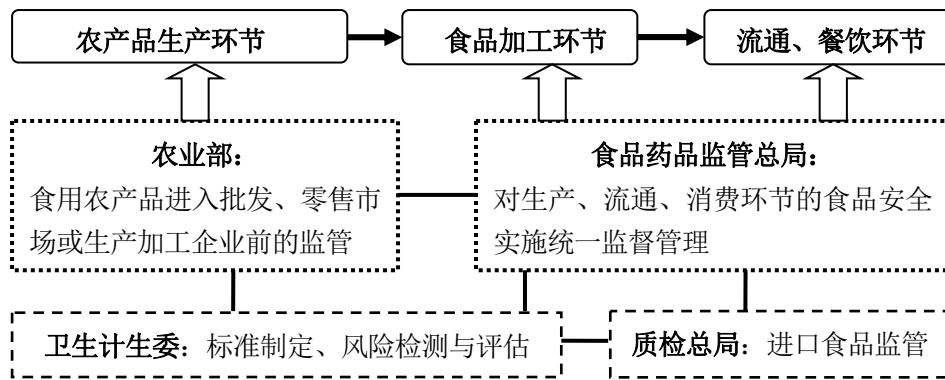 农产品生产环节
食品加工环节
流通、餐饮环节
农业部：
食用农产品进入批发、零售市
场或生产加工企业前的监管
食品药品监管总局：
对生产、流通、消费环节的食品安全
实施统一监督管理
卫生计生委：标准制定、风险检测与评估
质检总局：进口食品监管